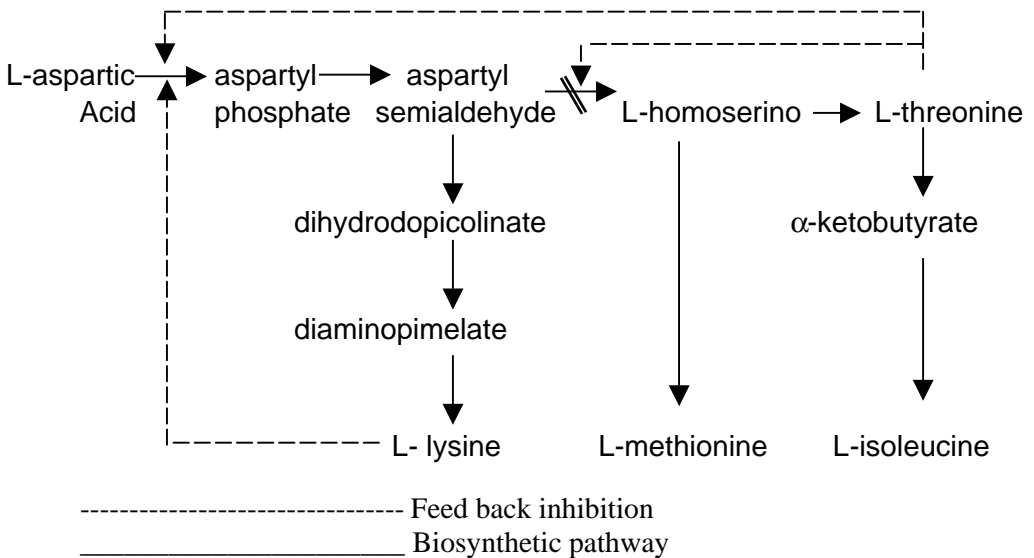 L-aspartic aspartyl aspartyl
Acid phosphate semialdehyde L-homoserino L-threonine
dihydrodopicolinate α-ketobutyrate
diaminopimelate
L- lysine L-methionine L-isoleucine
Feed back inhibition
Biosynthetic pathway